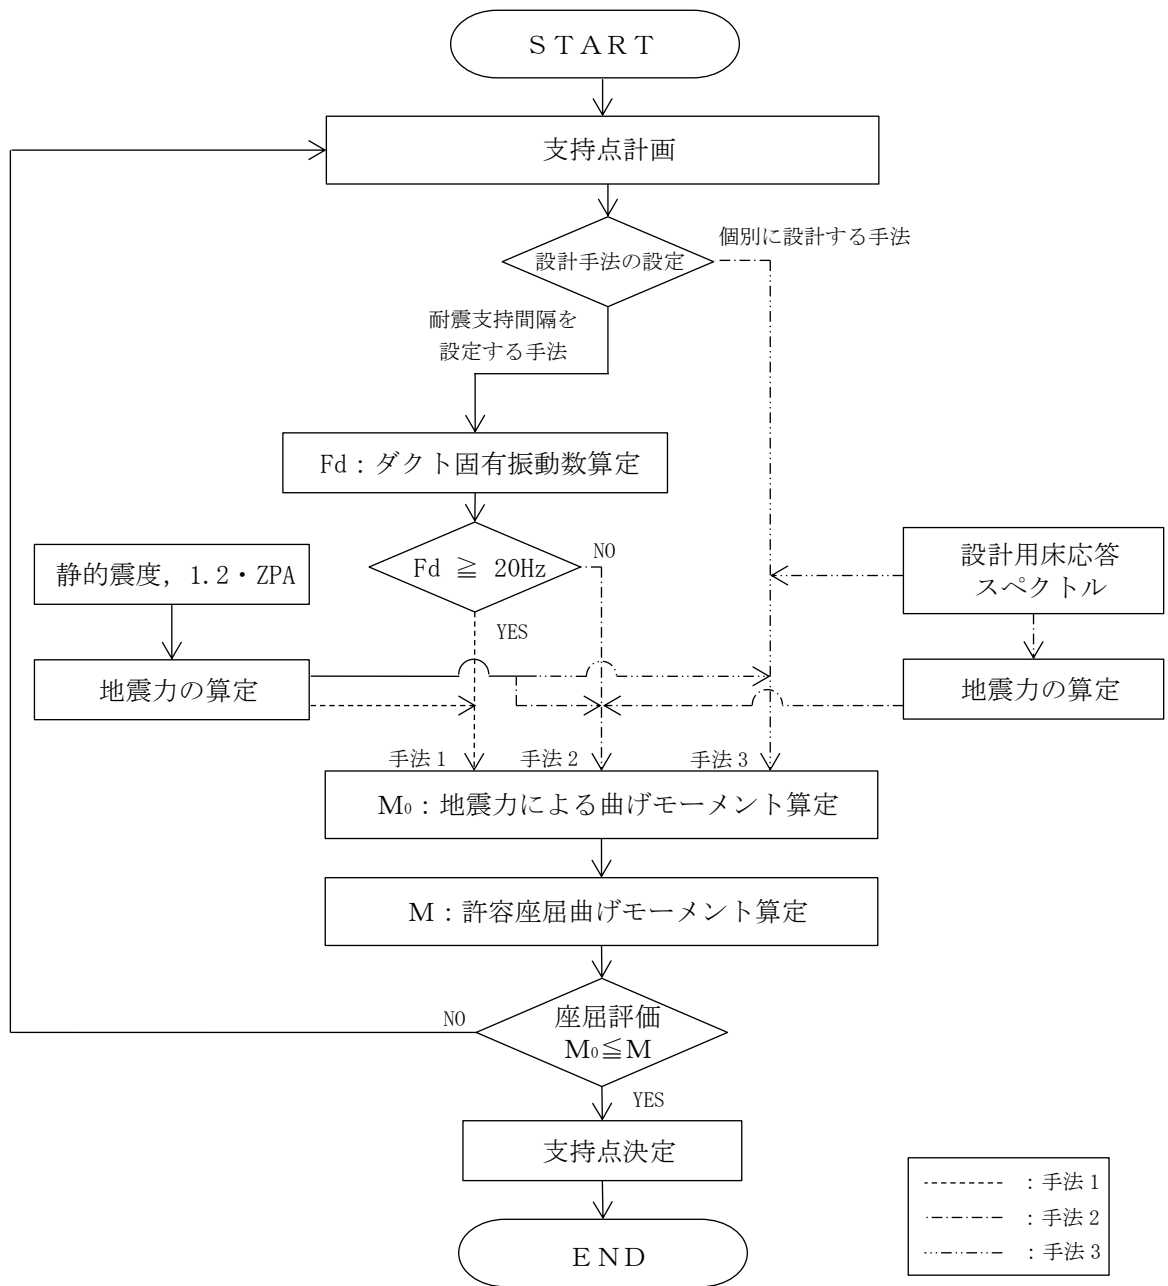 ＳＴＡＲＴ
支持点計画
個別に設計する手法
設計手法の設定
耐震支持間隔を
設定する手法
Fd：ダクト固有振動数算定
静的震度，1.2・ZPA
Fd ≧ 20Hz
NO
設計用床応答
スペクトル
YES
地震力の算定
地震力の算定
手法1
手法2
手法3
M₀：地震力による曲げモーメント算定
M：許容座屈曲げモーメント算定
NO
座屈評価
M₀≦M
YES
支持点決定
：手法1
：手法2
：手法3
ＥＮＤ